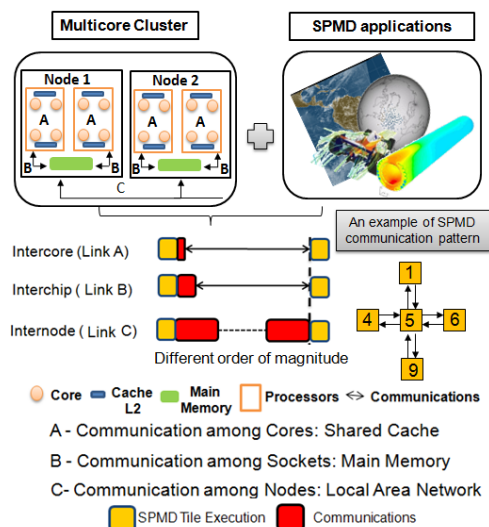 Multicore Cluster
SPMD applications
Node 1
Node 2
A
A
A
A
B
B
B
B
C
An example of SPMD
communication pattern
Intercore (Link A)
Interchip ( Link B)
Internode ( Link C)
Different order of magnitude
1
4
5
6
9
Core
Cache
L2
Main
Memory
Processors
Communications
A - Communication among Cores: Shared Cache
B - Communication among Sockets: Main Memory
C- Communication among Nodes: Local Area Network
SPMD Tile Execution
Communications